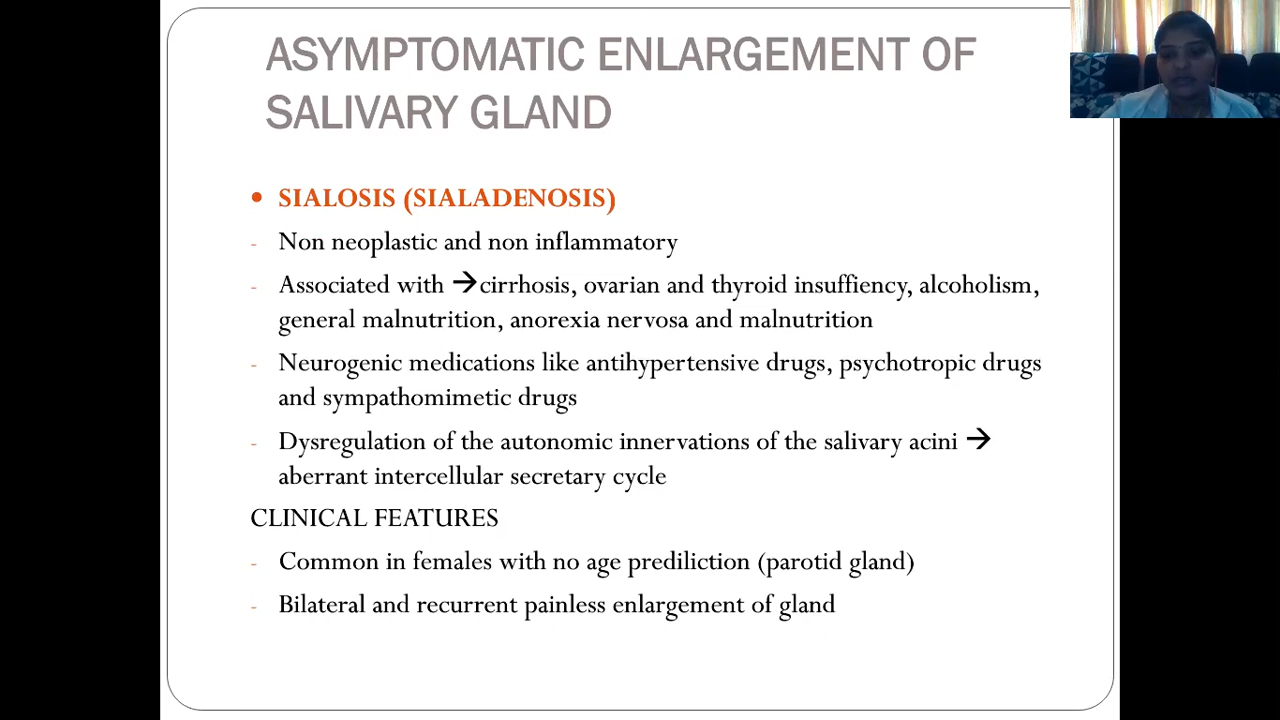 ASYMPTOMATIC ENLARGEMENT OF
SALIVARY GLAND
• SIALOSIS (SIALADENOSIS)
- Non neoplastic and non inflammatory
- Associated with →cirrhosis, ovarian and thyroid insuffiency, alcoholism,
general malnutrition, anorexia nervosa and malnutrition
- Neurogenic medications like antihypertensive drugs, psychotropic drugs
and sympathomimetic drugs
- Dysregulation of the autonomic innervations of the salivary acini →
aberrant intercellular secretary cycle
CLINICAL FEATURES
- Common in females with no age prediliction (parotid gland)
- Bilateral and recurrent painless enlargement of gland